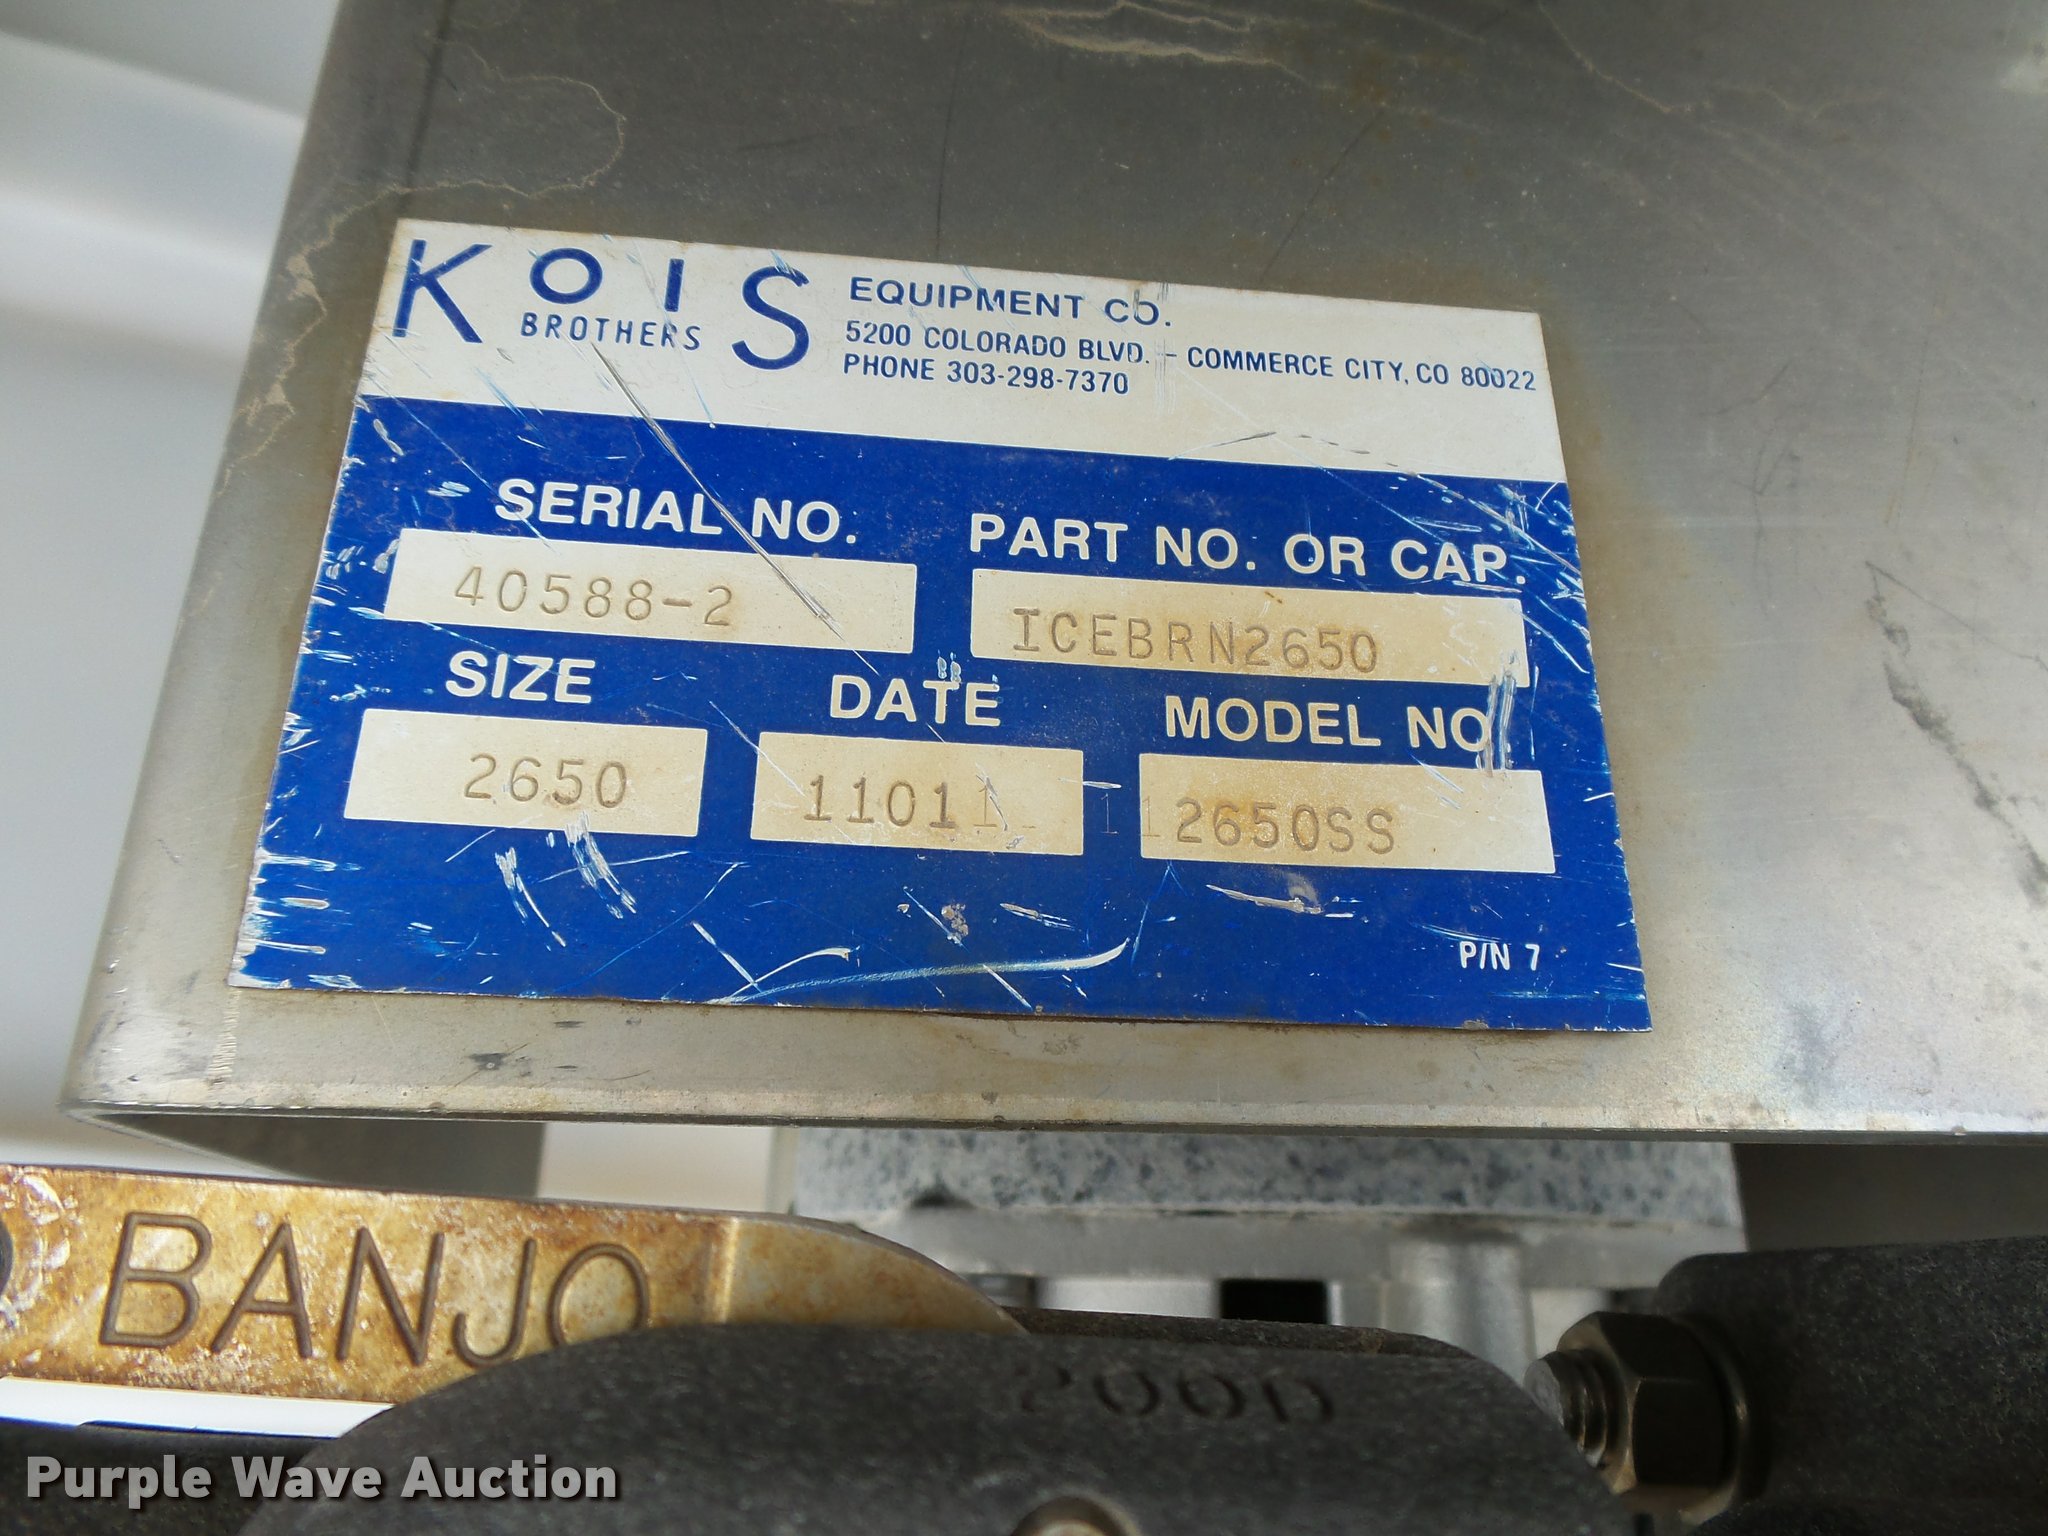 KOIS
BROTHERS
EQUIPMENT CO.
5200 COLORADO BLVD. - COMMERCE CITY, CO 80022
PHONE 303-298-7370
SERIAL NO. PART NO. OR CAP.
40588-2 ICEBRN2650
SIZE DATE MODEL NO.
2650 11011 2650SS
P/N 7
BANJO
200D
Purple Wave Auction